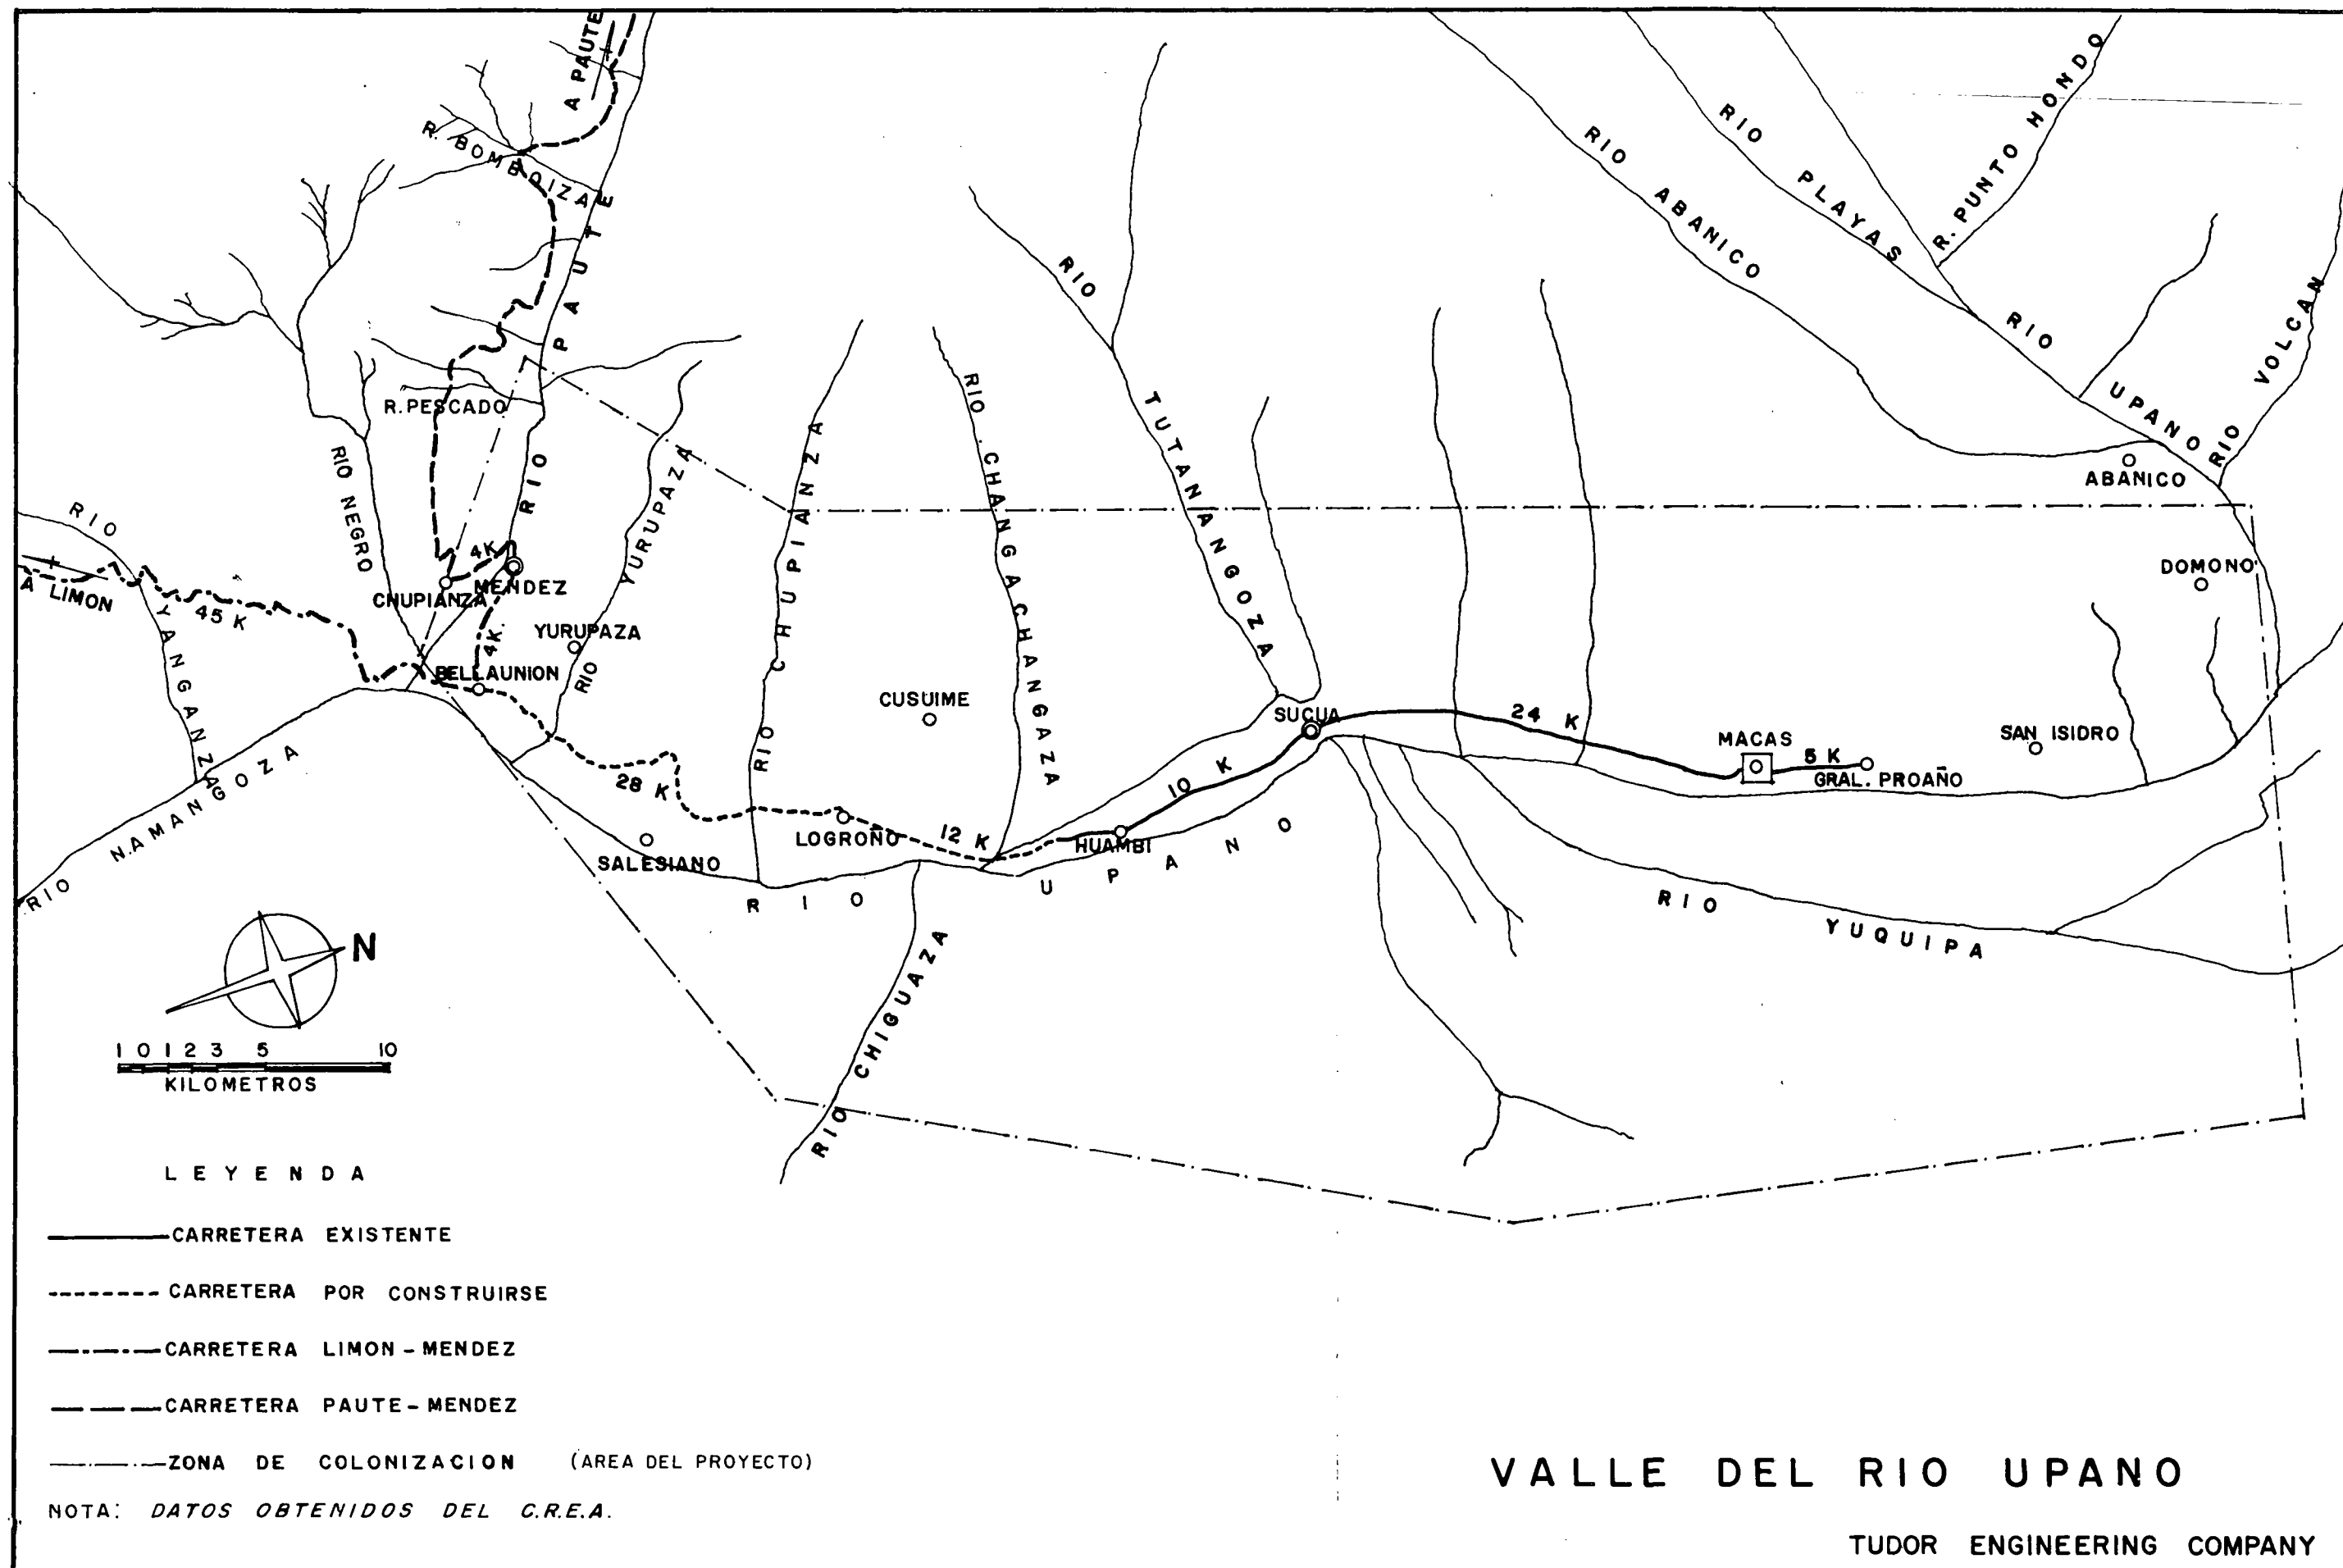 A PAUTE
R. BOMBOIZA
RIO PAUTE
R. PESCADO
RIO NEGRO
RIO YANGANZA
A LIMON
45 K
4K
MENDEZ
CHUPIANZA
4K.
YURUPAZA
BELLAUNION
RIO YURUPAZA
RIO NAMANGOZA
RIO CHUPIANZA
RIO CHANGACHANGAZA
CUSUIME
28 K
SALESIANO
LOGROÑO
12 K
HUAMBI
10 K
SUCUA
24 K
MACAS
5 K
GRAL. PROAÑO
SAN ISIDRO
DOMONO
ABANICO
RIO TUTANANGOZA
RIO ABANICO
RIO PLAYAS
R. PUNTO HONDO
RIO UPANO
RIO VOLCAN
RIO UPANO
RIO CHIGUAZA
RIO YUQUIPA
N
1 0 1 2 3 5 10
KILOMETROS
LEYENDA
CARRETERA EXISTENTE
CARRETERA POR CONSTRUIRSE
CARRETERA LIMON - MENDEZ
CARRETERA PAUTE - MENDEZ
ZONA DE COLONIZACION (AREA DEL PROYECTO)
NOTA: DATOS OBTENIDOS DEL C.R.E.A.
VALLE DEL RIO UPANO
TUDOR ENGINEERING COMPANY